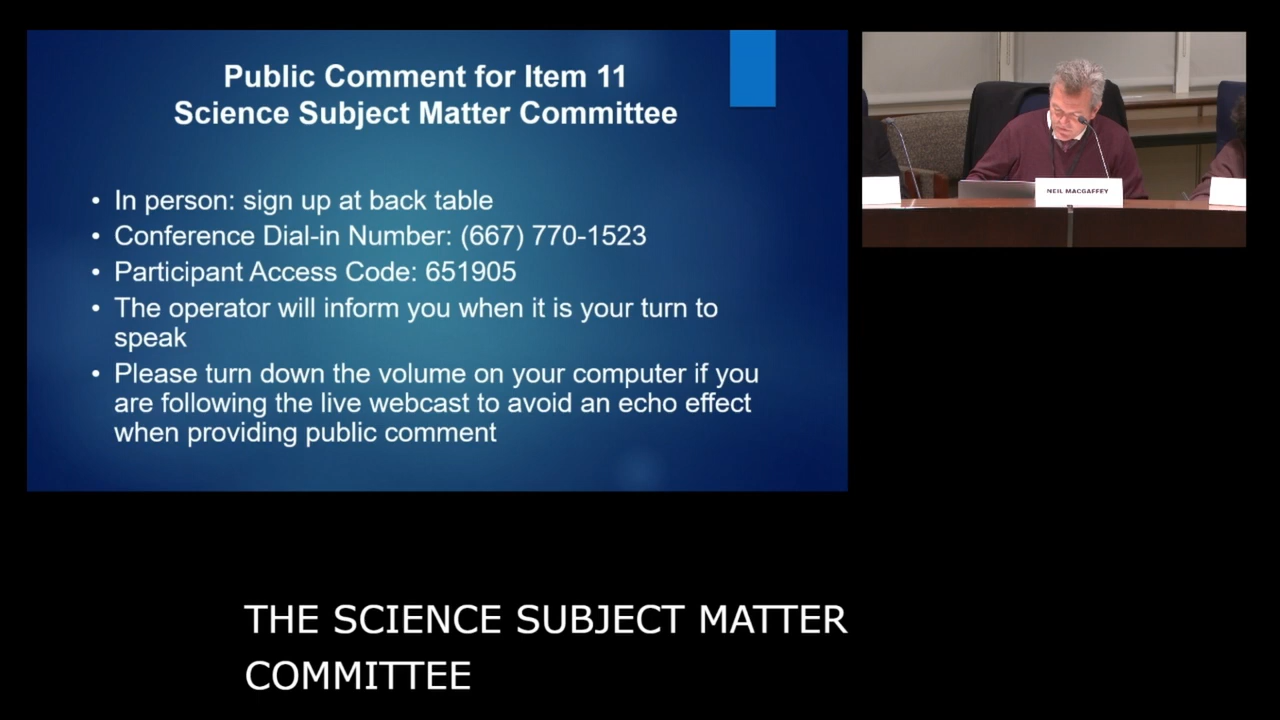 Public Comment for Item 11
Science Subject Matter Committee
• In person: sign up at back table
• Conference Dial-in Number: (667) 770-1523
• Participant Access Code: 651905
• The operator will inform you when it is your turn to
speak
• Please turn down the volume on your computer if you
are following the live webcast to avoid an echo effect
when providing public comment
NEIL MACGAFFEY
THE SCIENCE SUBJECT MATTER
COMMITTEE